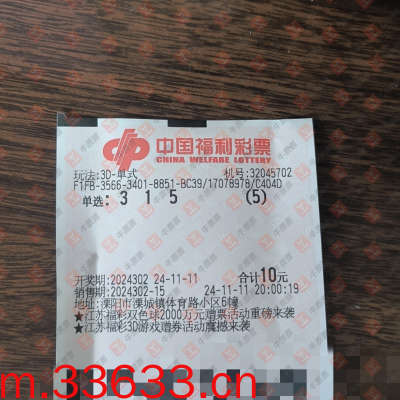 中国福利彩票
CHINA WELFARE LOTTERY
玩法:3D-单式 机号:32045702
F1FB-3566-3401-8851-BC39/17078978/C404D
单选: 3 1 5 (5)
开奖期:2024302 24-11-11 合计10元
销售期:2024302-15 24-11-11 20:00:19
地址:溧阳市溧城镇体育路小区6幢
★江苏福彩双色球2000万元赠票活动重磅来袭
★江苏福彩3D游戏赠券活动震撼来袭
m.33633.cn